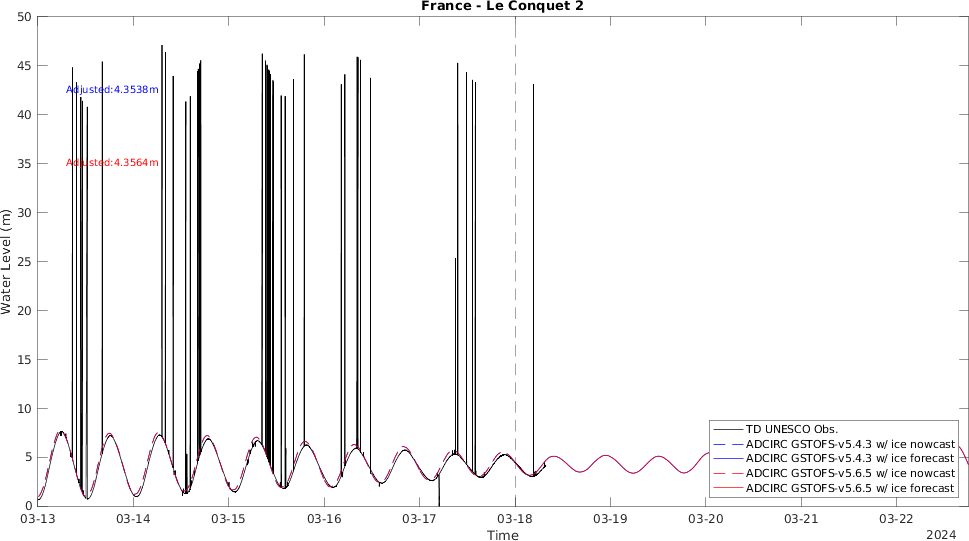 France - Le Conquet 2
50
45
40
35
30
25
20
15
10
5
0
Water Level (m)
Adjusted:4.3538m
Adjusted:4.3564m
TD UNESCO Obs.
ADCIRC GSTOFS-v5.4.3 w/ ice nowcast
ADCIRC GSTOFS-v5.4.3 w/ ice forecast
ADCIRC GSTOFS-v5.6.5 w/ ice nowcast
ADCIRC GSTOFS-v5.6.5 w/ ice forecast
03-13 03-14 03-15 03-16 03-17 03-18 03-19 03-20 03-21 03-22
Time
2024